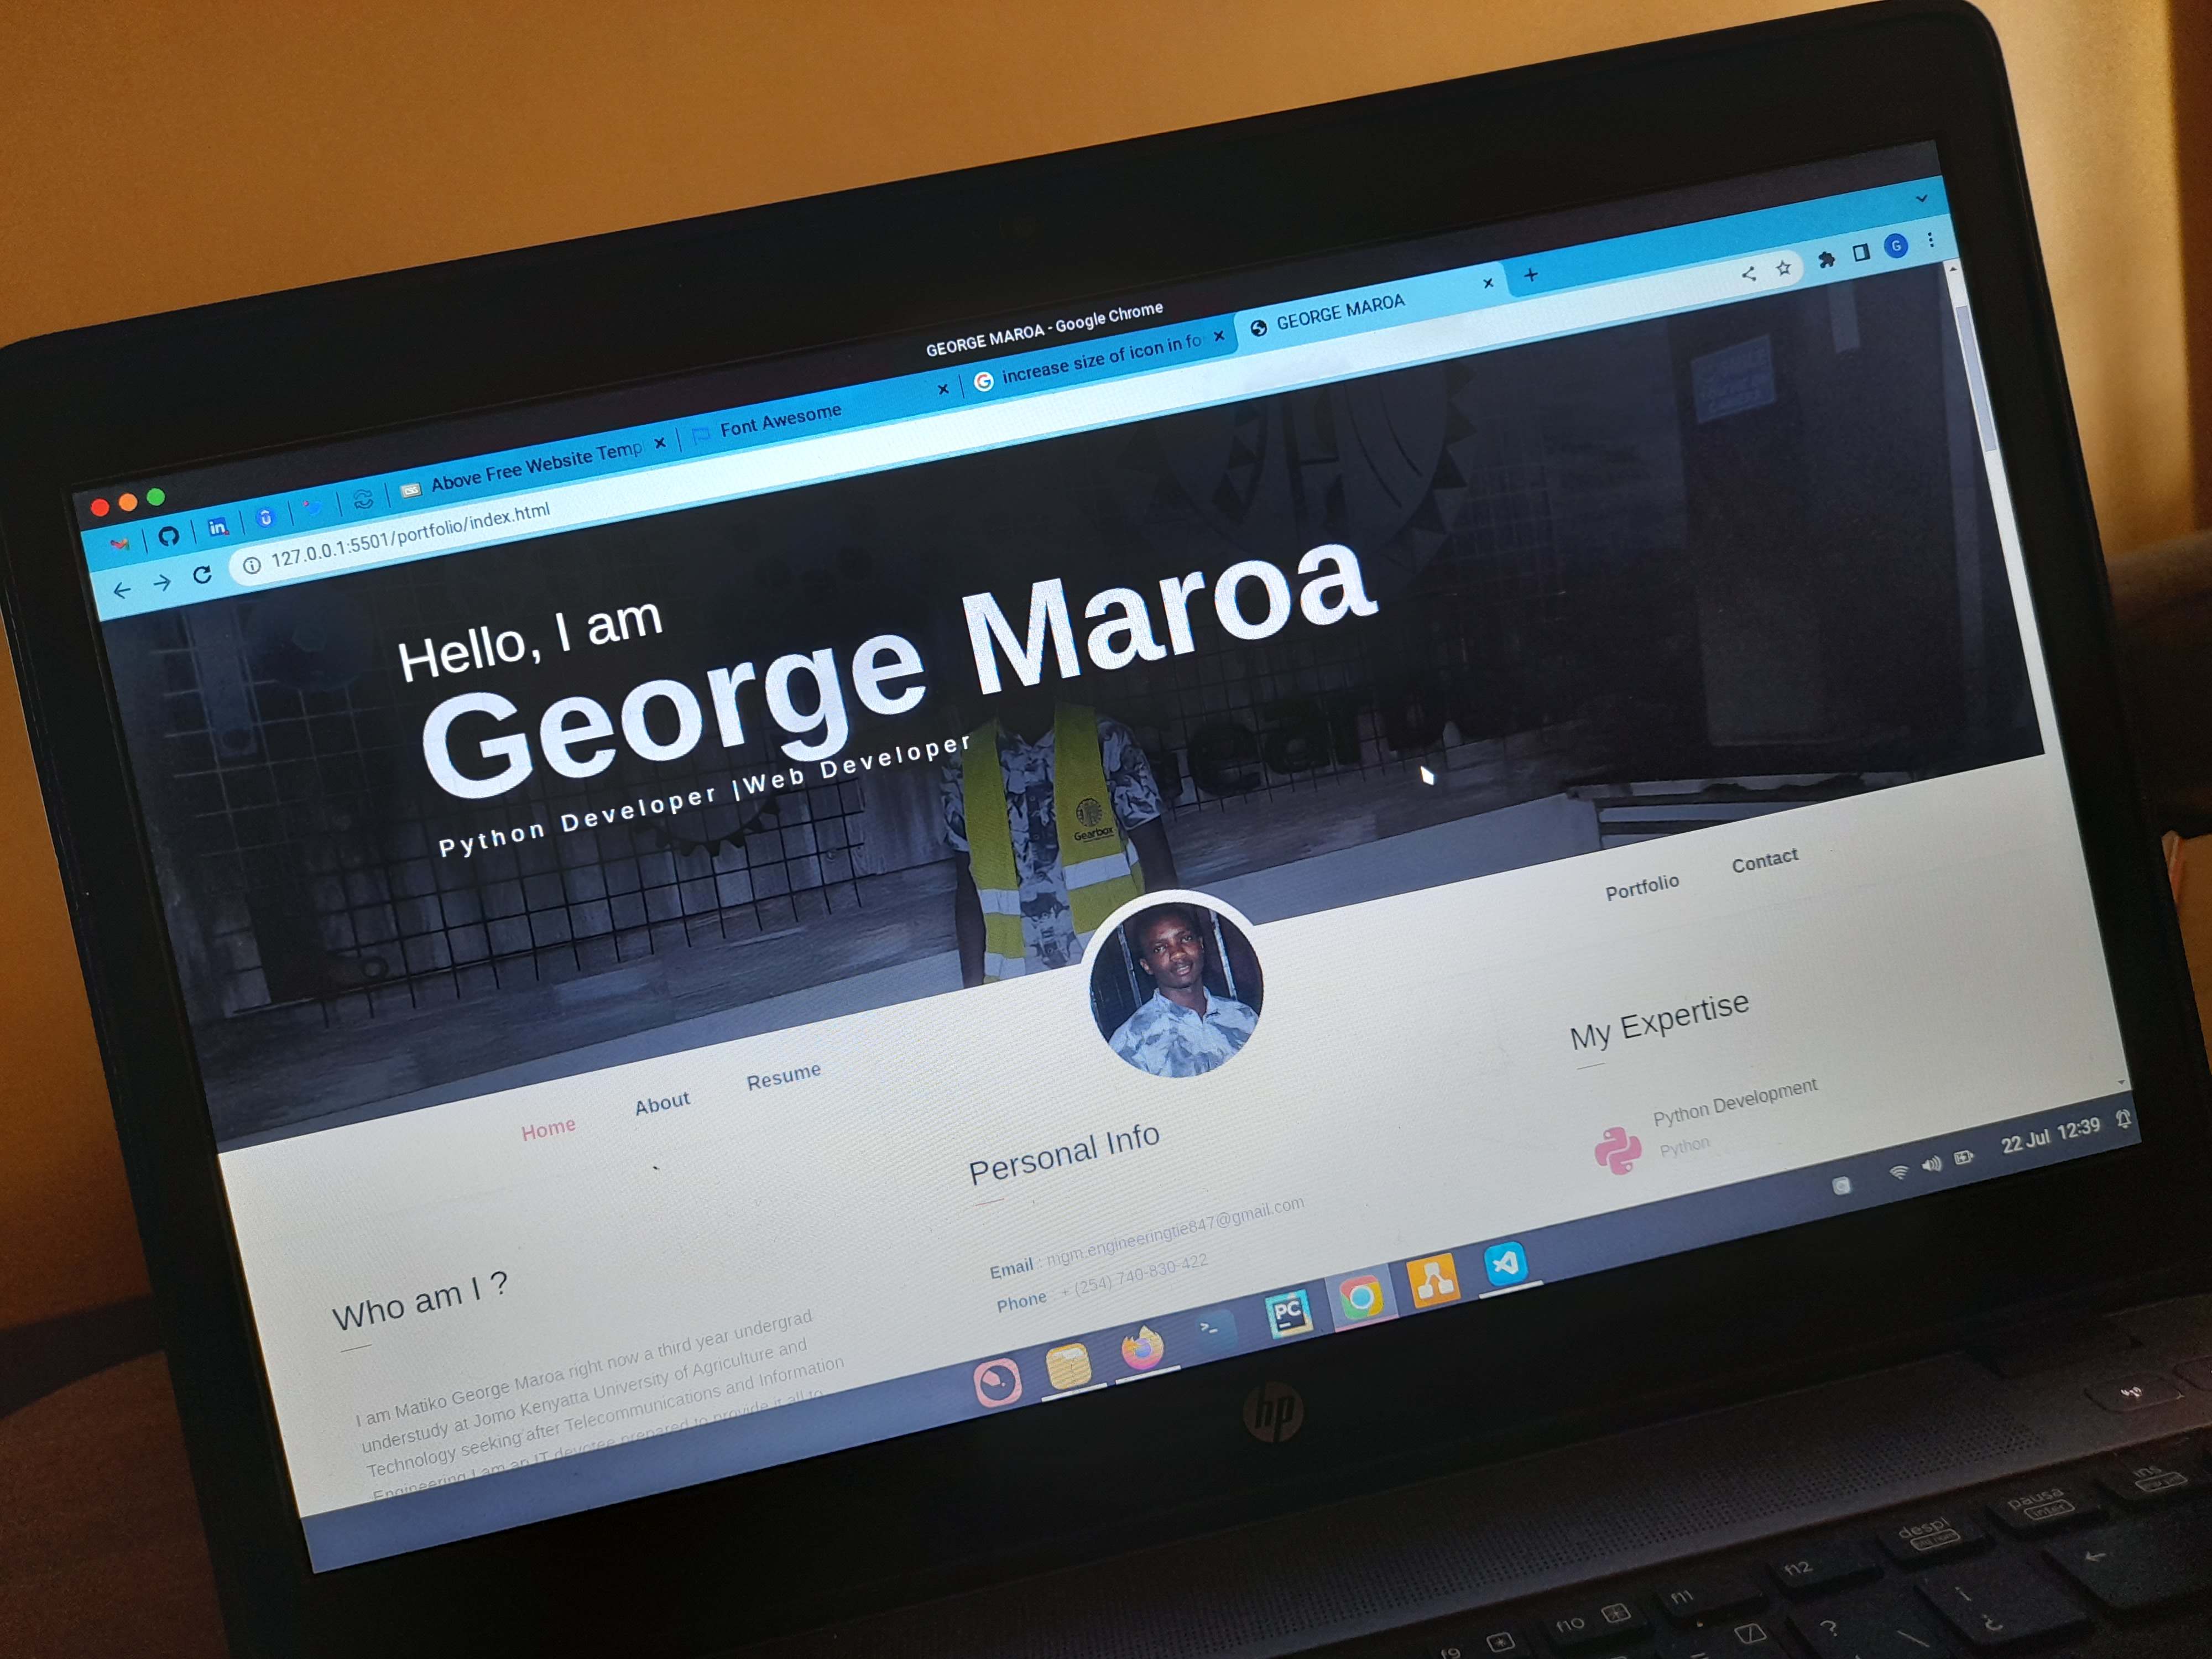 GEORGE MAROA - Google Chrome
Above Free Website Temp
Font Awesome
increase size of icon in fo
GEORGE MAROA
127.0.0.1:5501/portfolio/index.html
G
Hello, I am
George Maroa
Python Developer |Web Developer
Gearbox
Home
About
Resume
Portfolio
Contact
Who am I ?
I am Matiko George Maroa right now a third year undergrad
understudy at Jomo Kenyatta University of Agriculture and
Technology seeking after Telecommunications and Information
Engineering I am an IT devotee prepared to provide it all to
Personal Info
Email : mgm.engineeringtie847@gmail.com
Phone : + (254) 740-830-422
My Expertise
Python Development
Python
PC
22 Jul 12:39
hp
f9
f10
f11
f12
despl
pausa
inter
ins